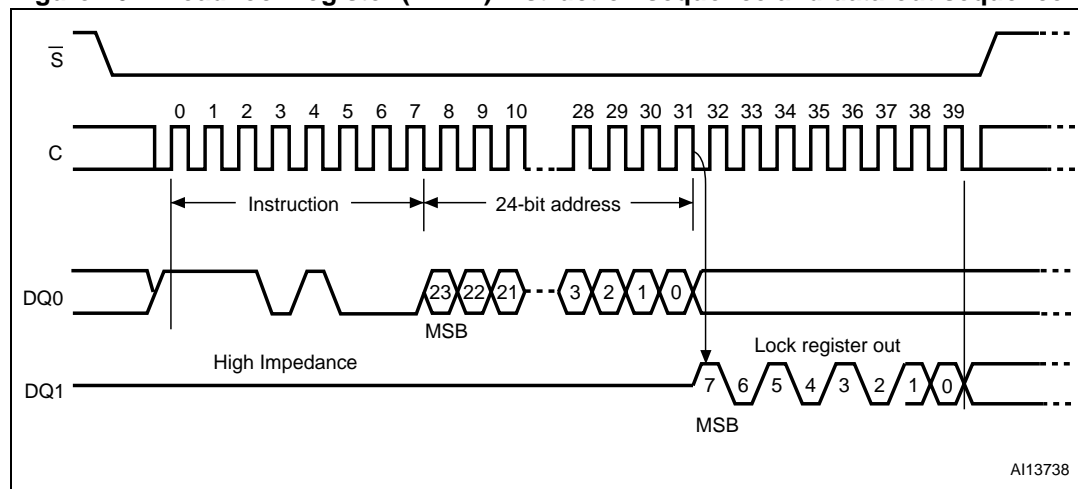 S
0 1 2 3 4 5 6 7 8 9 10 28 29 30 31 32 33 34 35 36 37 38 39
C
Instruction 24-bit address
DQ0 23 22 21 3 2 1 0
MSB
High Impedance Lock register out
DQ1 7 6 5 4 3 2 1 0
MSB
AI13738